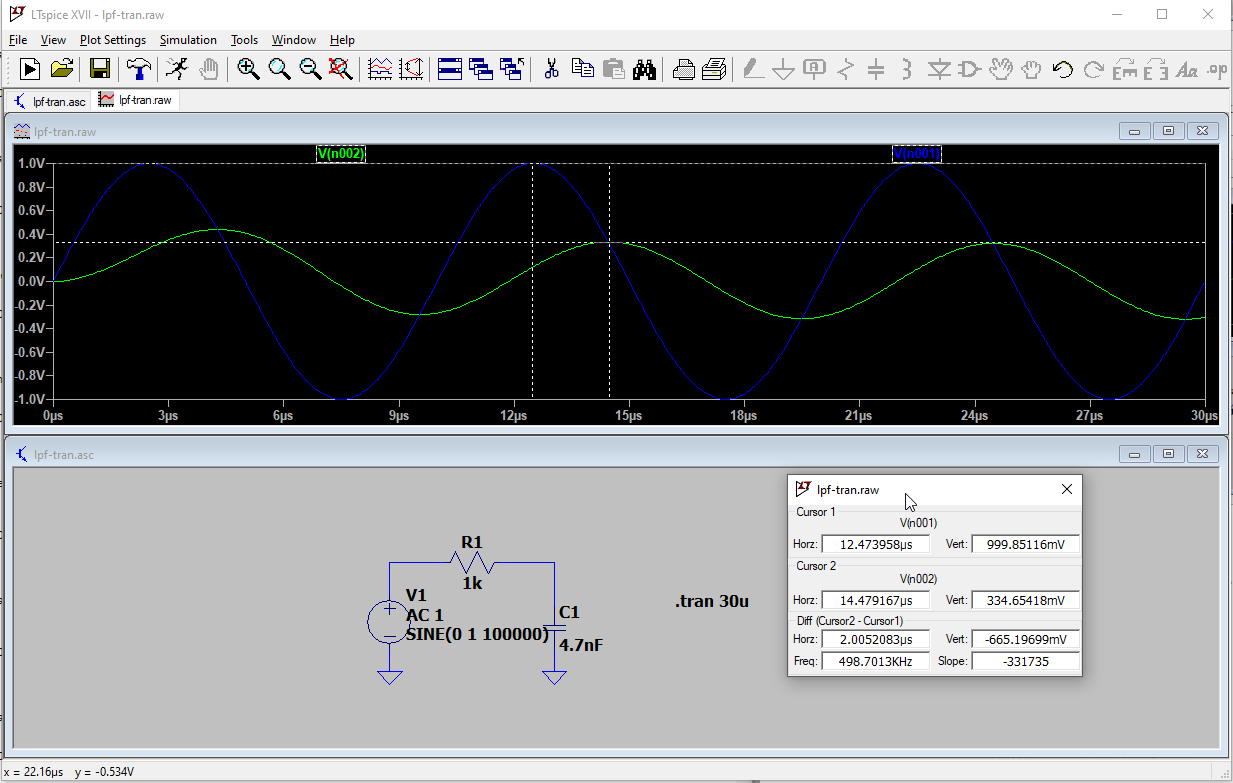 LTspice XVII - lpf-tran.raw
File View Plot Settings Simulation Tools Window Help
.op
lpf-tran.asc lpf-tran.raw
lpf-tran.raw
V(n002) V(n001)
1.0V
0.8V
0.6V
0.4V
0.2V
0.0V
-0.2V
-0.4V
-0.6V
-0.8V
-1.0V
0µs 3µs 6µs 9µs 12µs 15µs 18µs 21µs 24µs 27µs 30µs
lpf-tran.asc
R1
1k
V1
AC 1
SINE(0 1 100000)
C1
4.7nF
.tran 30u
lpf-tran.raw
Cursor 1
V(n001)
Horz: 12.473958µs Vert: 999.85116mV
Cursor 2
V(n002)
Horz: 14.479167µs Vert: 334.65418mV
Diff (Cursor2 - Cursor1)
Horz: 2.0052083µs Vert: -665.19699mV
Freq: 498.7013KHz Slope: -331735
x = 22.16µs y = -0.534V